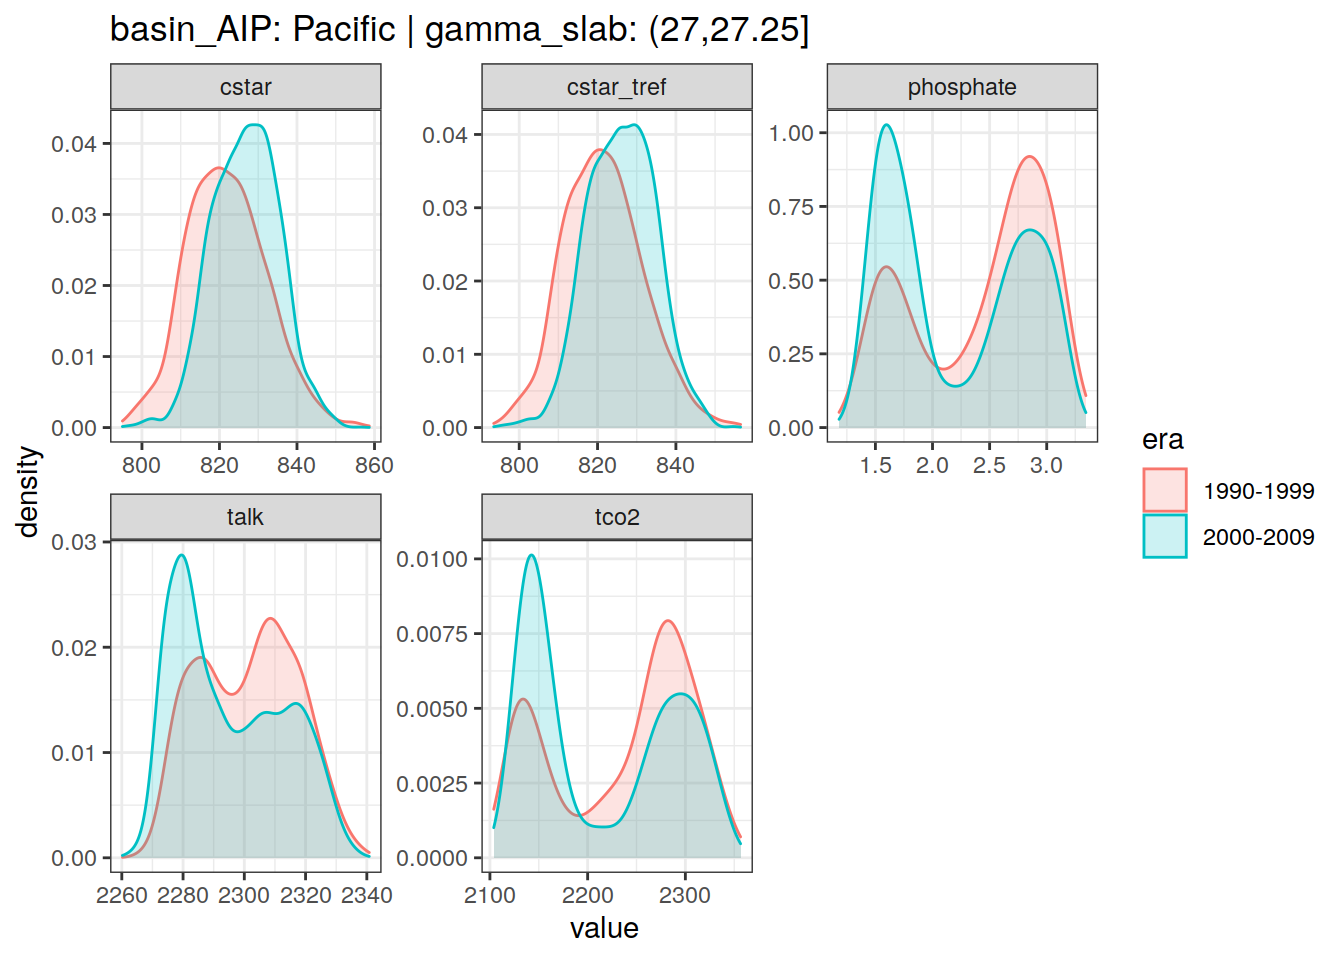 basin_AIP: Pacific | gamma_slab: (27,27.25]
cstar
cstar_tref
phosphate
0.04
0.03
0.02
0.01
0.00
800 820 840 860
0.04
0.03
0.02
0.01
0.00
800 820 840
1.00
0.75
0.50
0.25
0.00
1.5 2.0 2.5 3.0
density
talk
tco2
0.03
0.02
0.01
0.00
2260 2280 2300 2320 2340
0.0100
0.0075
0.0050
0.0025
0.0000
2100 2200 2300
value
era
1990-1999
2000-2009